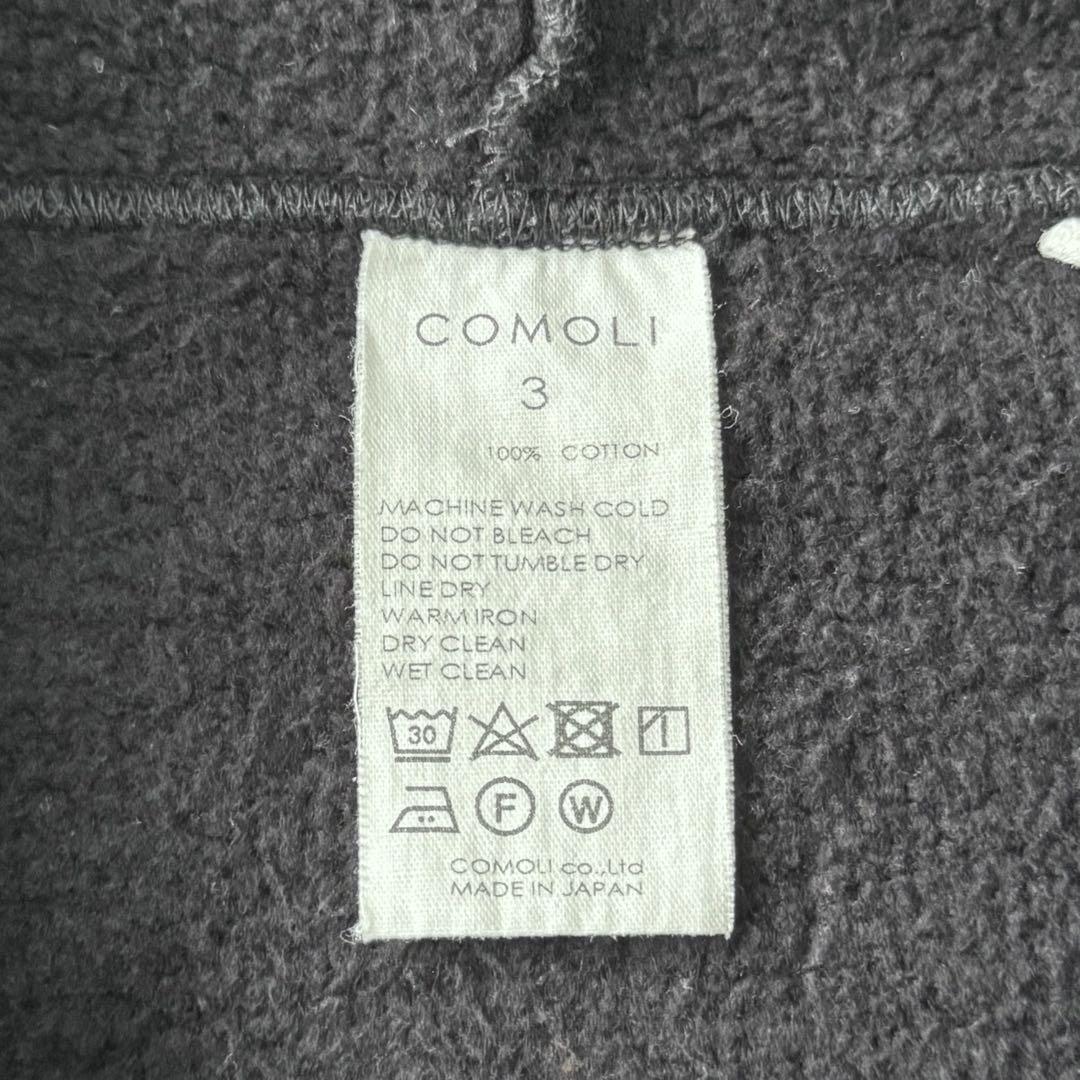 COMOLI
3
100% COTTON
MACHINE WASH COLD
DO NOT BLEACH
DO NOT TUMBLE DRY
LINE DRY
WARM IRON
DRY CLEAN
WET CLEAN
30
F W
COMOLI co.,Ltd
MADE IN JAPAN